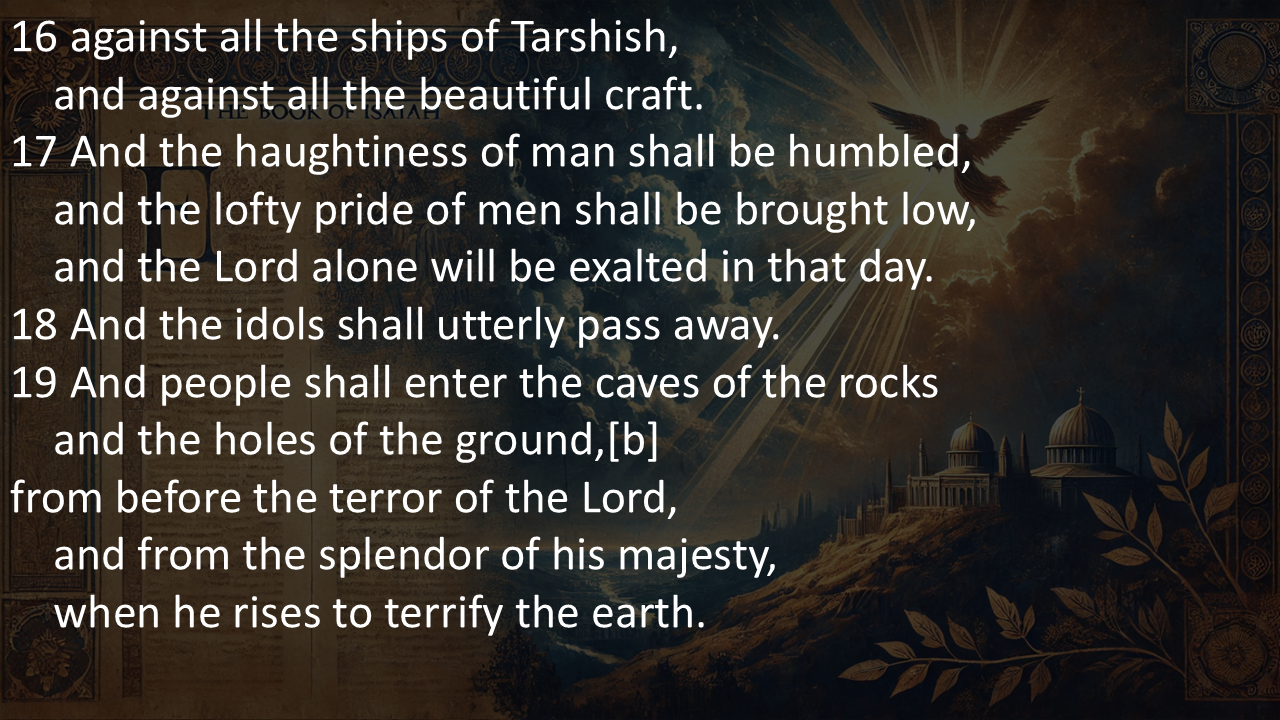 16 against all the ships of Tarshish,
and against all the beautiful craft.
THE BOOK OF ISAIAH
17 And the haughtiness of man shall be humbled,
and the lofty pride of men shall be brought low,
and the Lord alone will be exalted in that day.
18 And the idols shall utterly pass away.
19 And people shall enter the caves of the rocks
and the holes of the ground,[b]
from before the terror of the Lord,
and from the splendor of his majesty,
when he rises to terrify the earth.